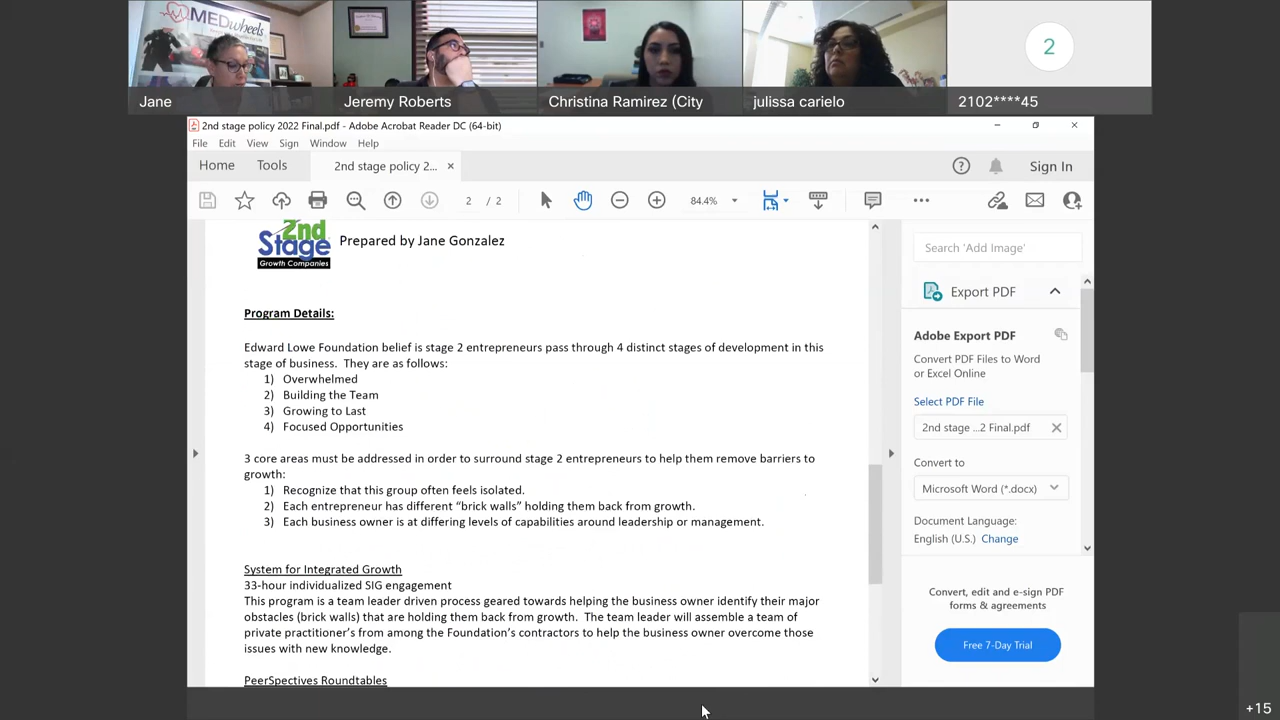 MEDwheels
2
Jane
Jeremy Roberts
Christina Ramirez (City
julissa carielo
2102****45
2nd stage policy 2022 Final.pdf - Adobe Acrobat Reader DC (64-bit)
File Edit View Sign Window Help
Home Tools 2nd stage policy 2... Sign In
2 / 2 84.4%
2nd
Stage
Growth Companies
Prepared by Jane Gonzalez
Program Details:
Edward Lowe Foundation belief is stage 2 entrepreneurs pass through 4 distinct stages of development in this
stage of business. They are as follows:
1) Overwhelmed
2) Building the Team
3) Growing to Last
4) Focused Opportunities
3 core areas must be addressed in order to surround stage 2 entrepreneurs to help them remove barriers to
growth:
1) Recognize that this group often feels isolated.
2) Each entrepreneur has different “brick walls” holding them back from growth.
3) Each business owner is at differing levels of capabilities around leadership or management.
System for Integrated Growth
33-hour individualized SIG engagement
This program is a team leader driven process geared towards helping the business owner identify their major
obstacles (brick walls) that are holding them back from growth. The team leader will assemble a team of
private practitioner’s from among the Foundation’s contractors to help the business owner overcome those
issues with new knowledge.
PeerSpectives Roundtables
Search 'Add Image'
Export PDF
Adobe Export PDF
Convert PDF Files to Word
or Excel Online
Select PDF File
2nd stage ...2 Final.pdf
Convert to
Microsoft Word (*.docx)
Document Language:
English (U.S.) Change
Convert, edit and e-sign PDF
forms & agreements
Free 7-Day Trial
+15